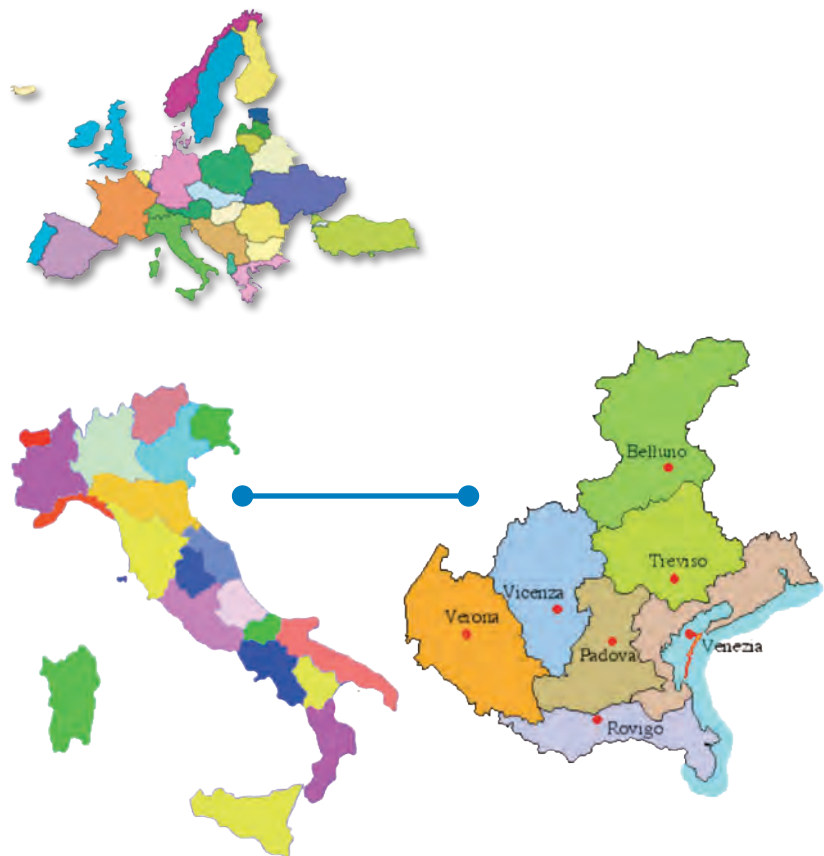 Belluno
Treviso
Vicenza
Verona
Padova
Venezia
Rovigo